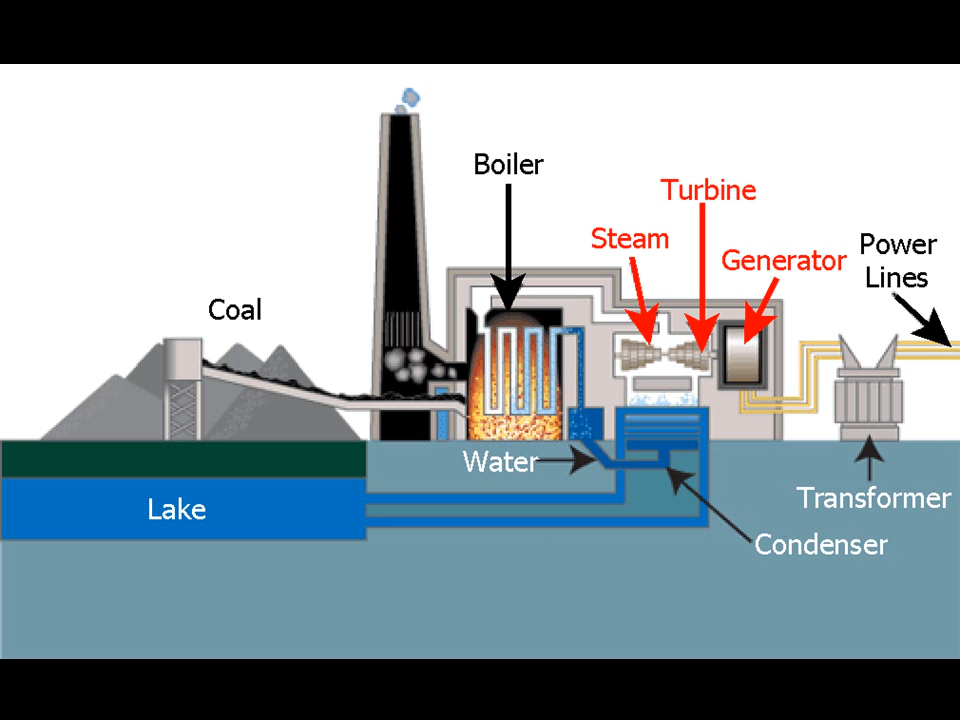 Boiler
Turbine
Steam
Generator
Power
Lines
Coal
Water
Lake
Transformer
Condenser